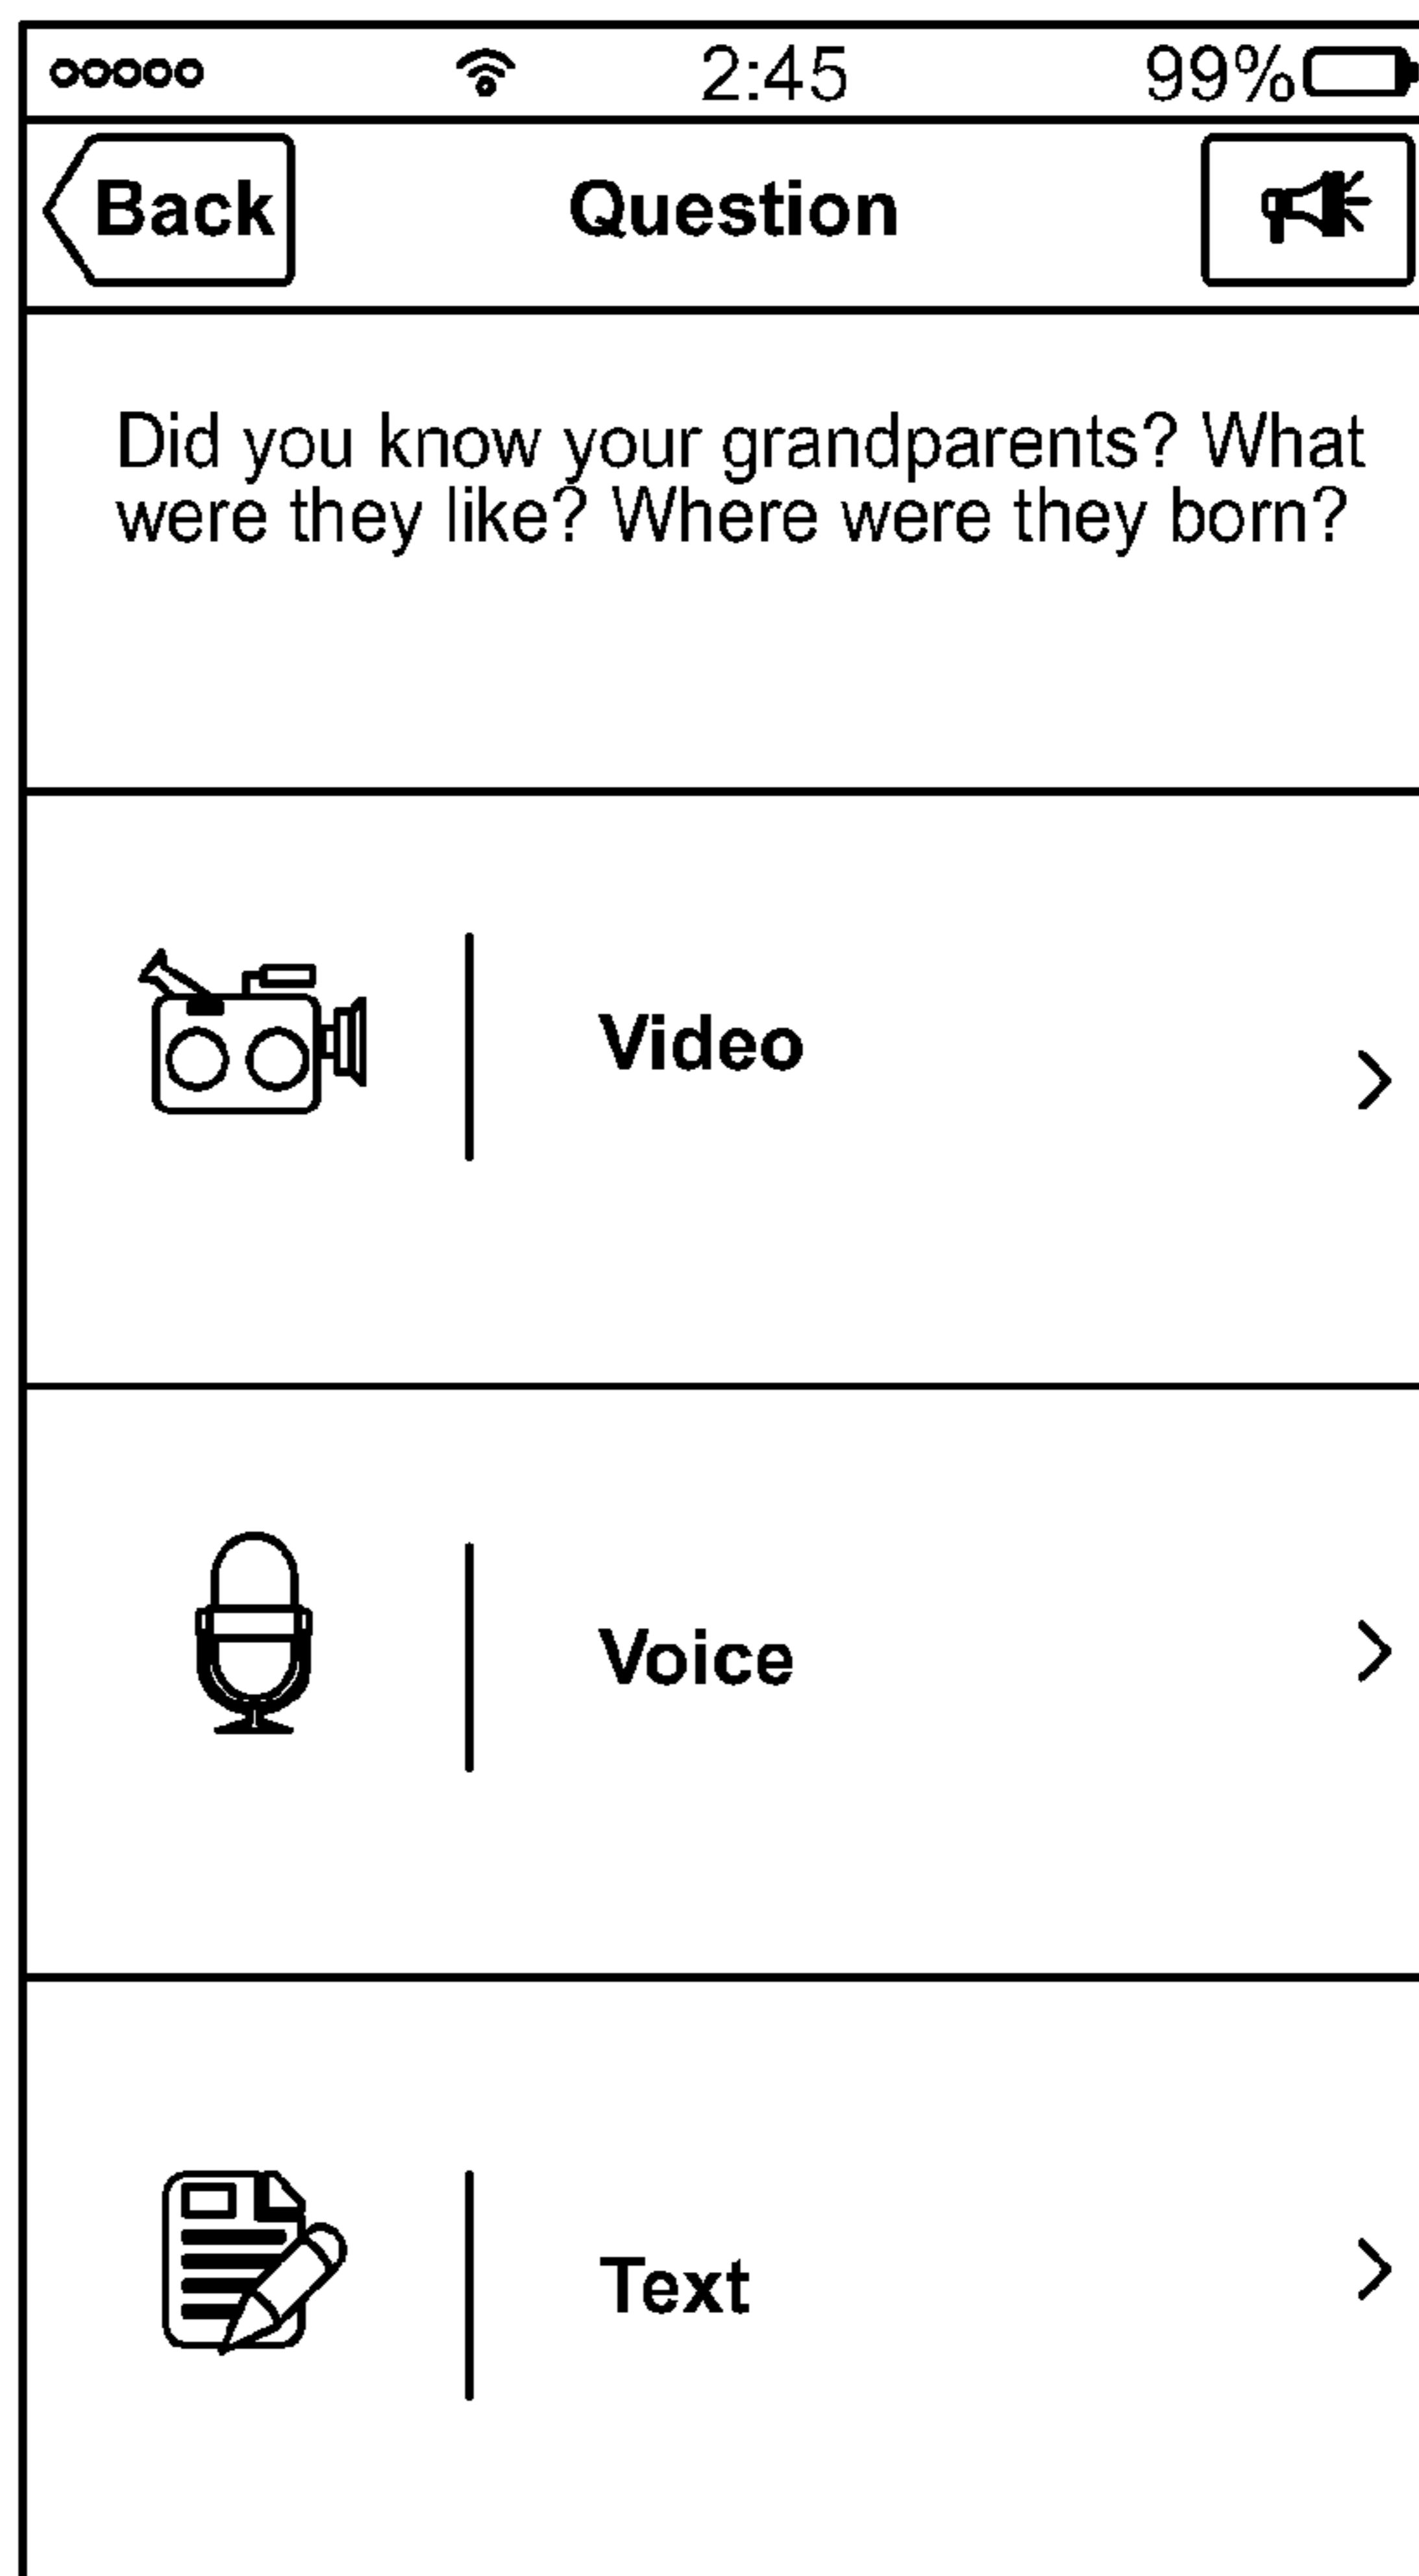 2:45 99%
Back Question
Did you know your grandparents? What
were they like? Where were they born?
Video
Voice
Text